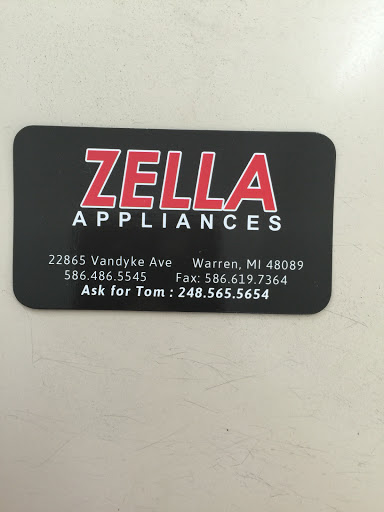 ZELLA
APPLIANCES
22865 Vandyke Ave Warren, MI 48089
586.486.5545 Fax: 586.619.7364
Ask for Tom : 248.565.5654